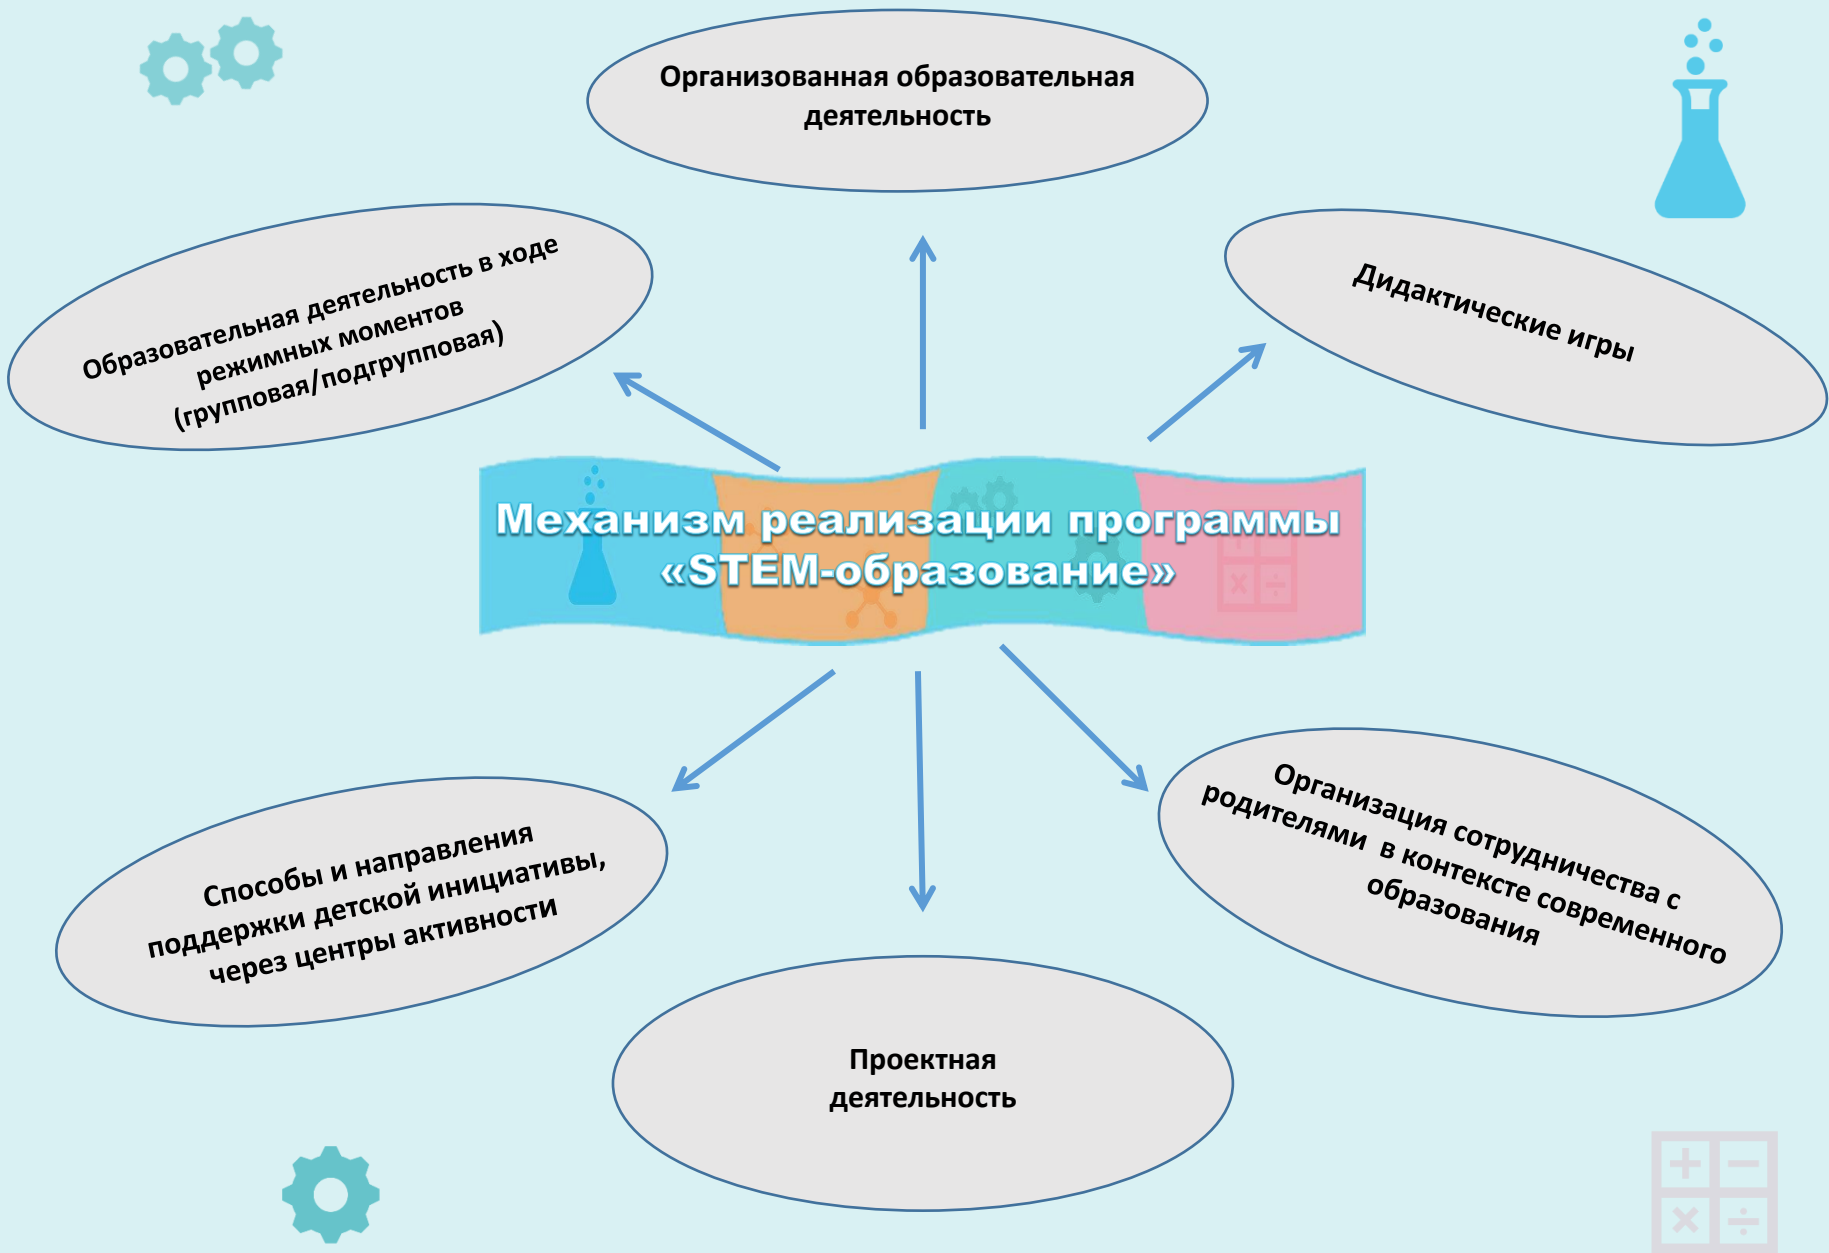 Организованная образовательная
деятельность
Образовательная деятельность в ходе
режимных моментов
(групповая/подгрупповая)
Дидактические игры
Механизм реализации программы
«STEM-образование»
Способы и направления
поддержки детской инициативы,
через центры активности
Организация сотрудничества с
родителями в контексте современного
образования
Проектная
деятельность